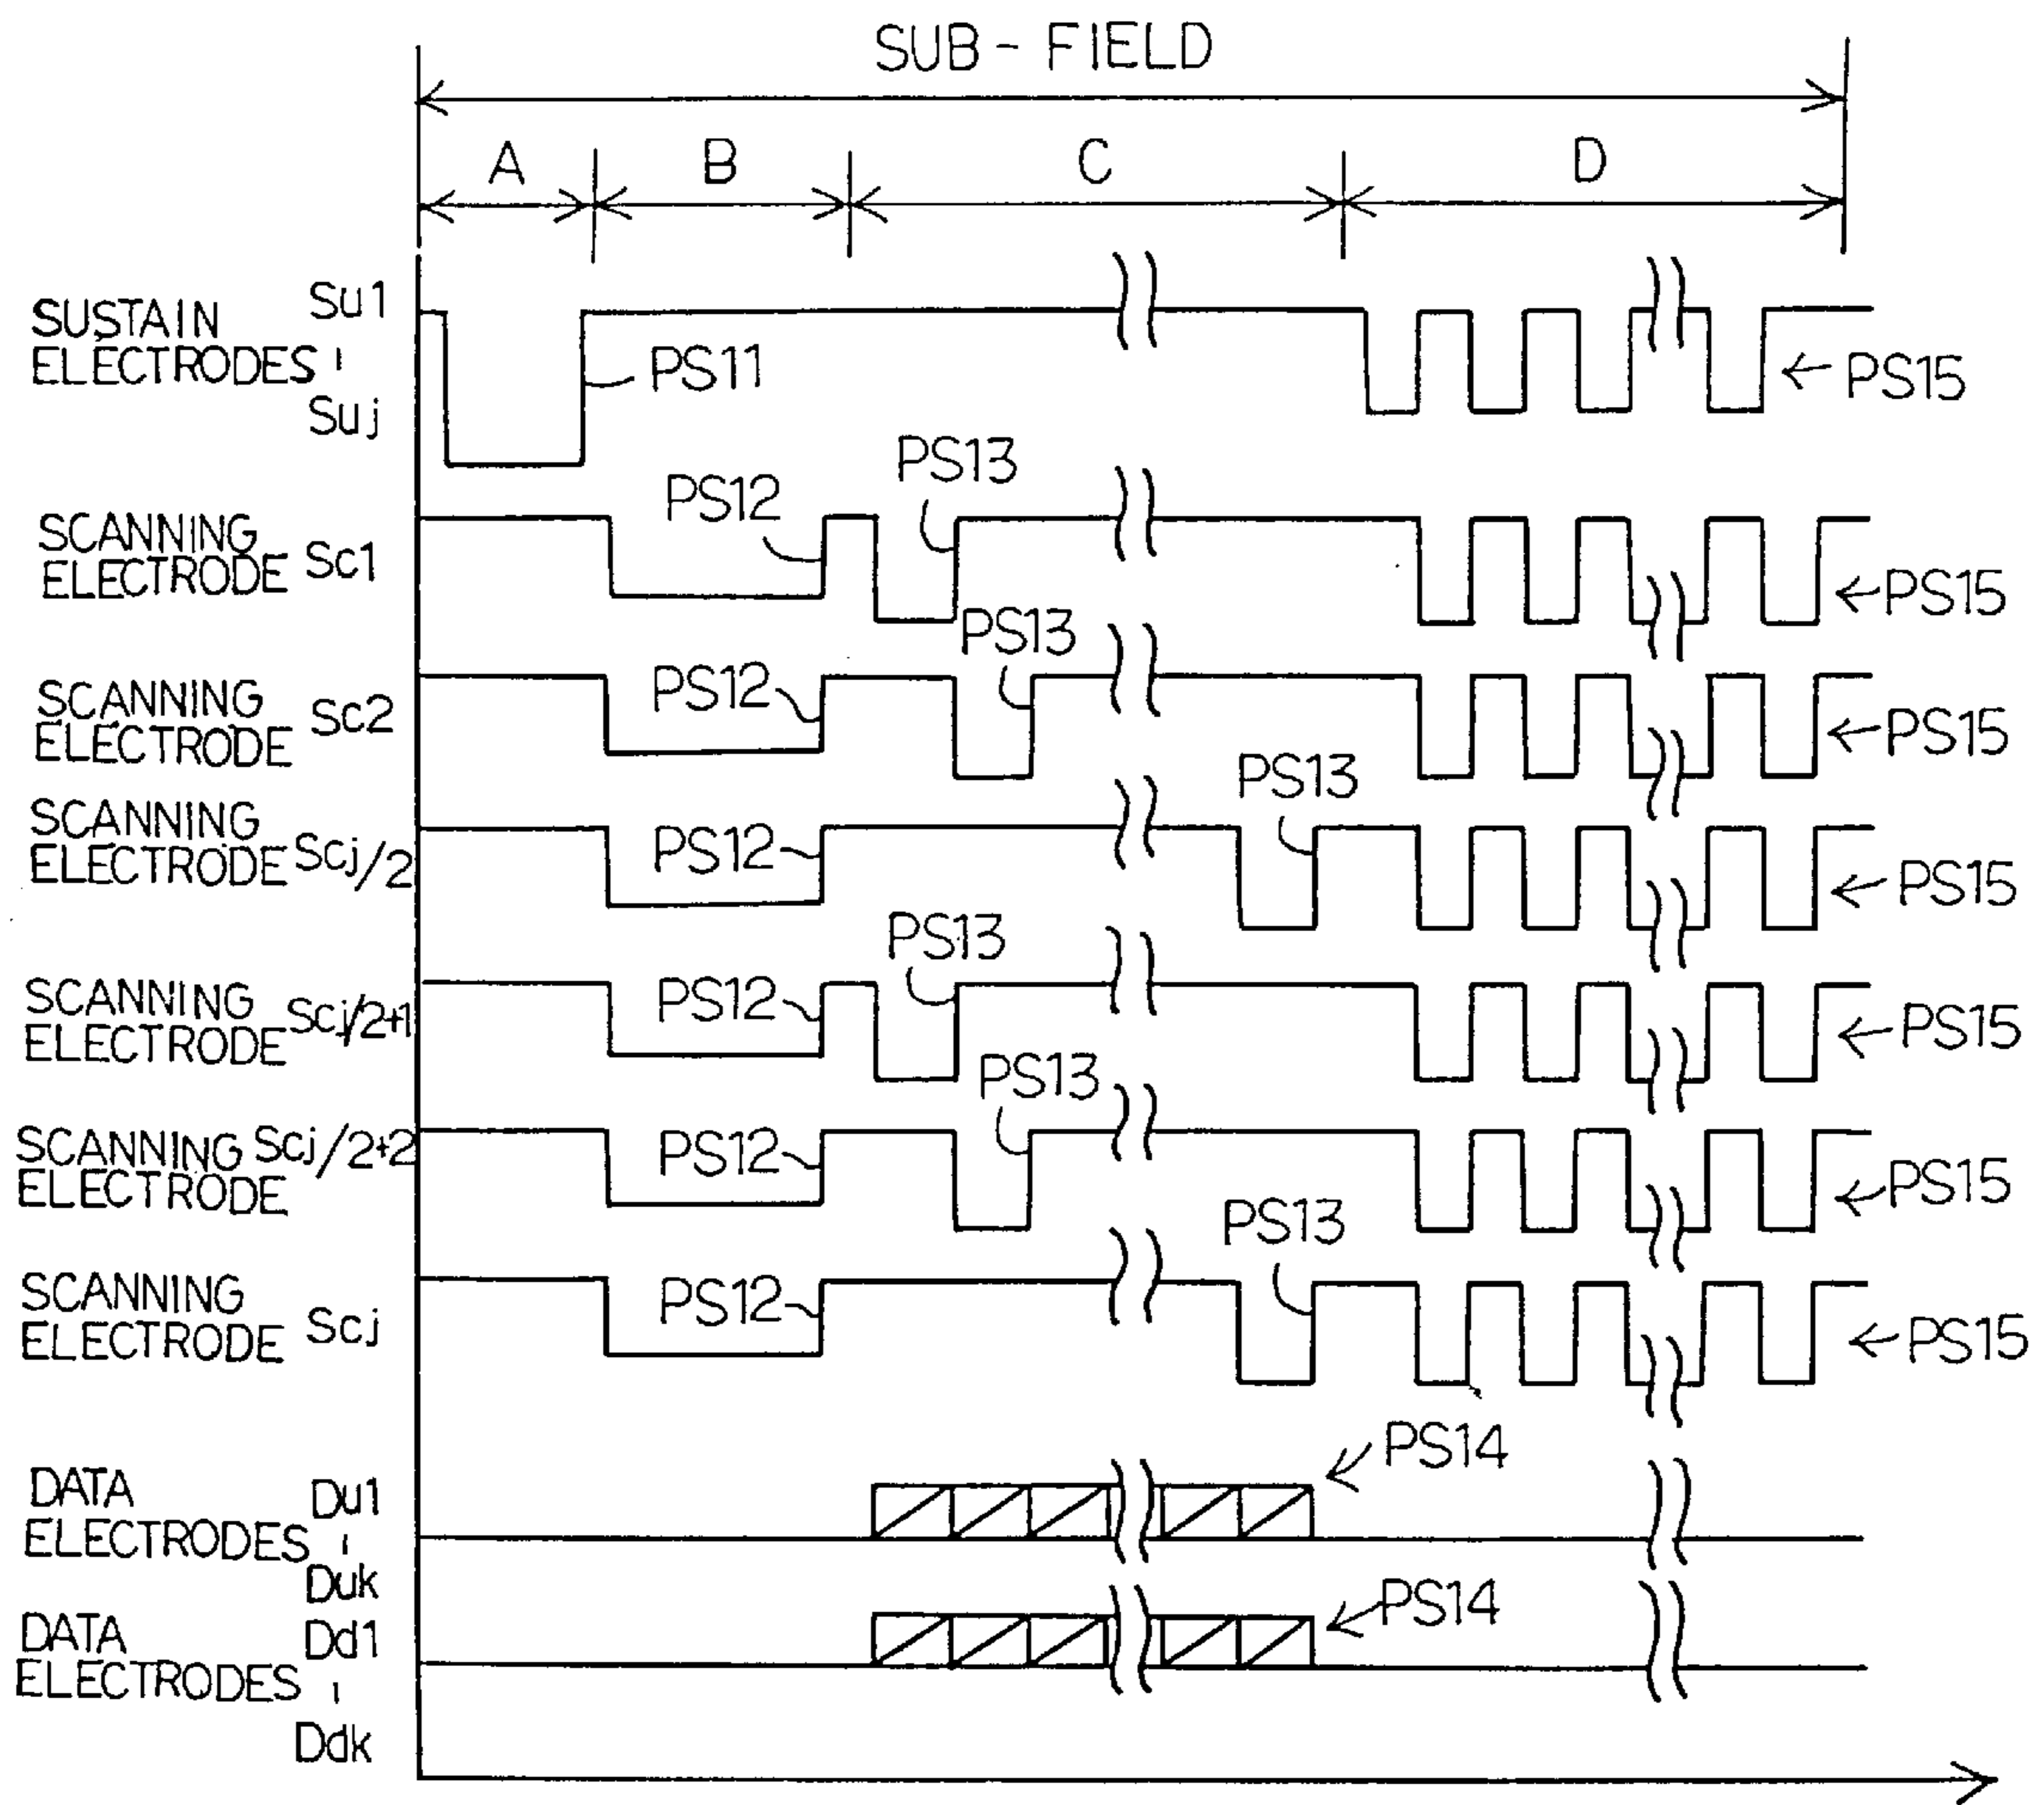 SUB-FIELD
A B C D
SUSTAIN
ELECTRODES
Su1
Suj
PS11
PS15
SCANNING
ELECTRODE Sc1
PS12
PS13
PS15
SCANNING
ELECTRODE Sc2
PS12
PS13
PS15
SCANNING
ELECTRODE Scj/2
PS12
PS13
PS15
SCANNING
ELECTRODE Scj/2+1
PS12
PS13
PS15
SCANNING
ELECTRODE Scj/2+2
PS12
PS13
PS15
SCANNING
ELECTRODE Scj
PS12
PS13
PS15
DATA
ELECTRODES
Du1
Duk
PS14
DATA
ELECTRODES
Dd1
Ddk
PS14